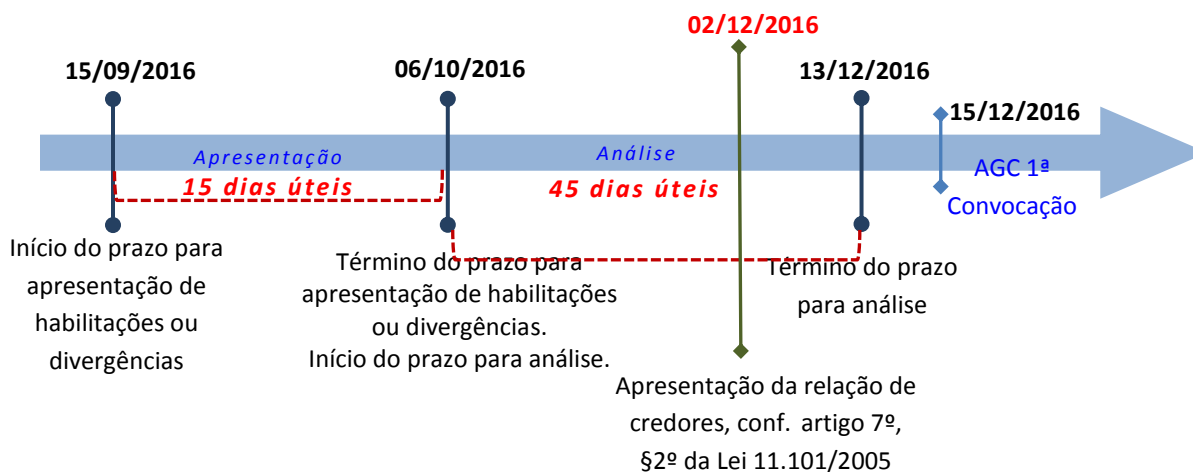 02/12/2016
15/09/2016
06/10/2016
13/12/2016
15/12/2016
Apresentação
15 dias úteis
Análise
45 dias úteis
AGC 1ª
Convocação
Início do prazo para
apresentação de
habilitações ou
divergências
Término do prazo para
apresentação de habilitações
ou divergências.
Início do prazo para análise.
Término do prazo
para análise
Apresentação da relação de
credores, conf. artigo 7º,
§2º da Lei 11.101/2005